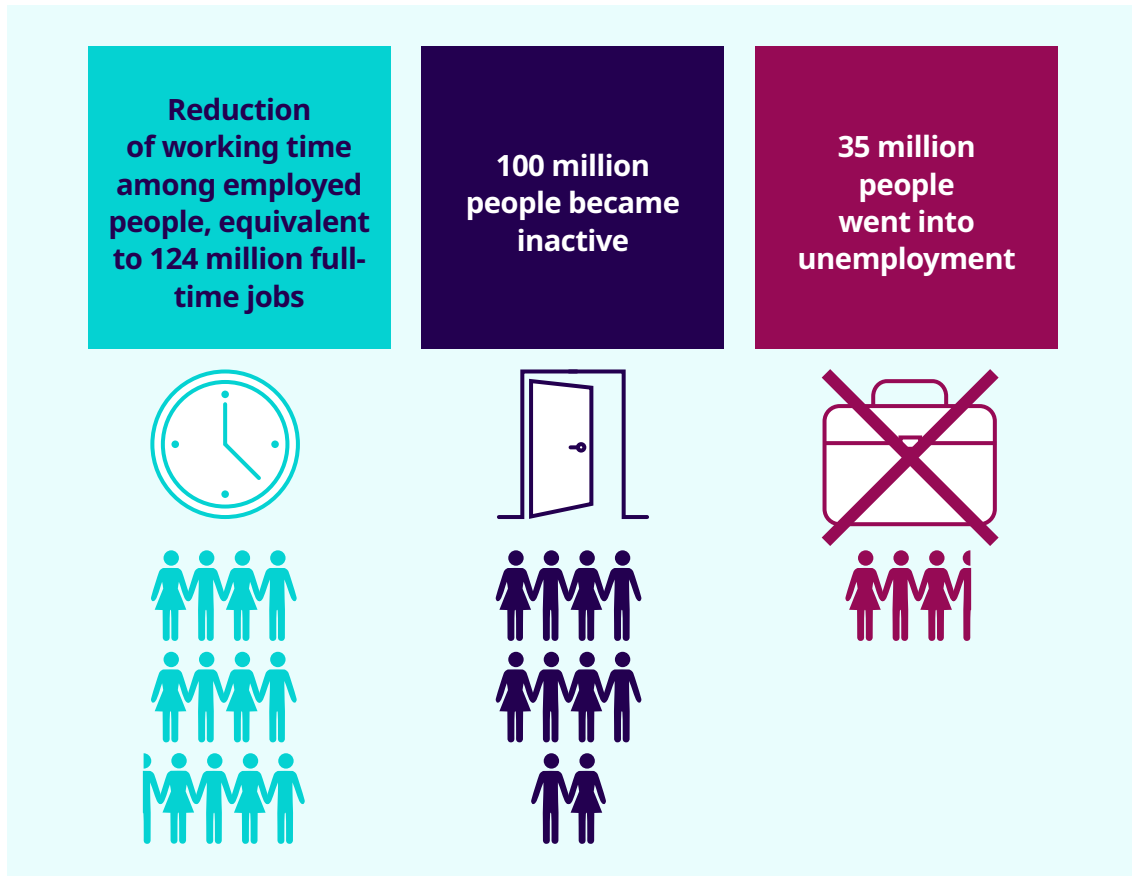 Reduction
of working time
among employed
people, equivalent
to 124 million full-
time jobs
100 million
people became
inactive
35 million
people
went into
unemployment